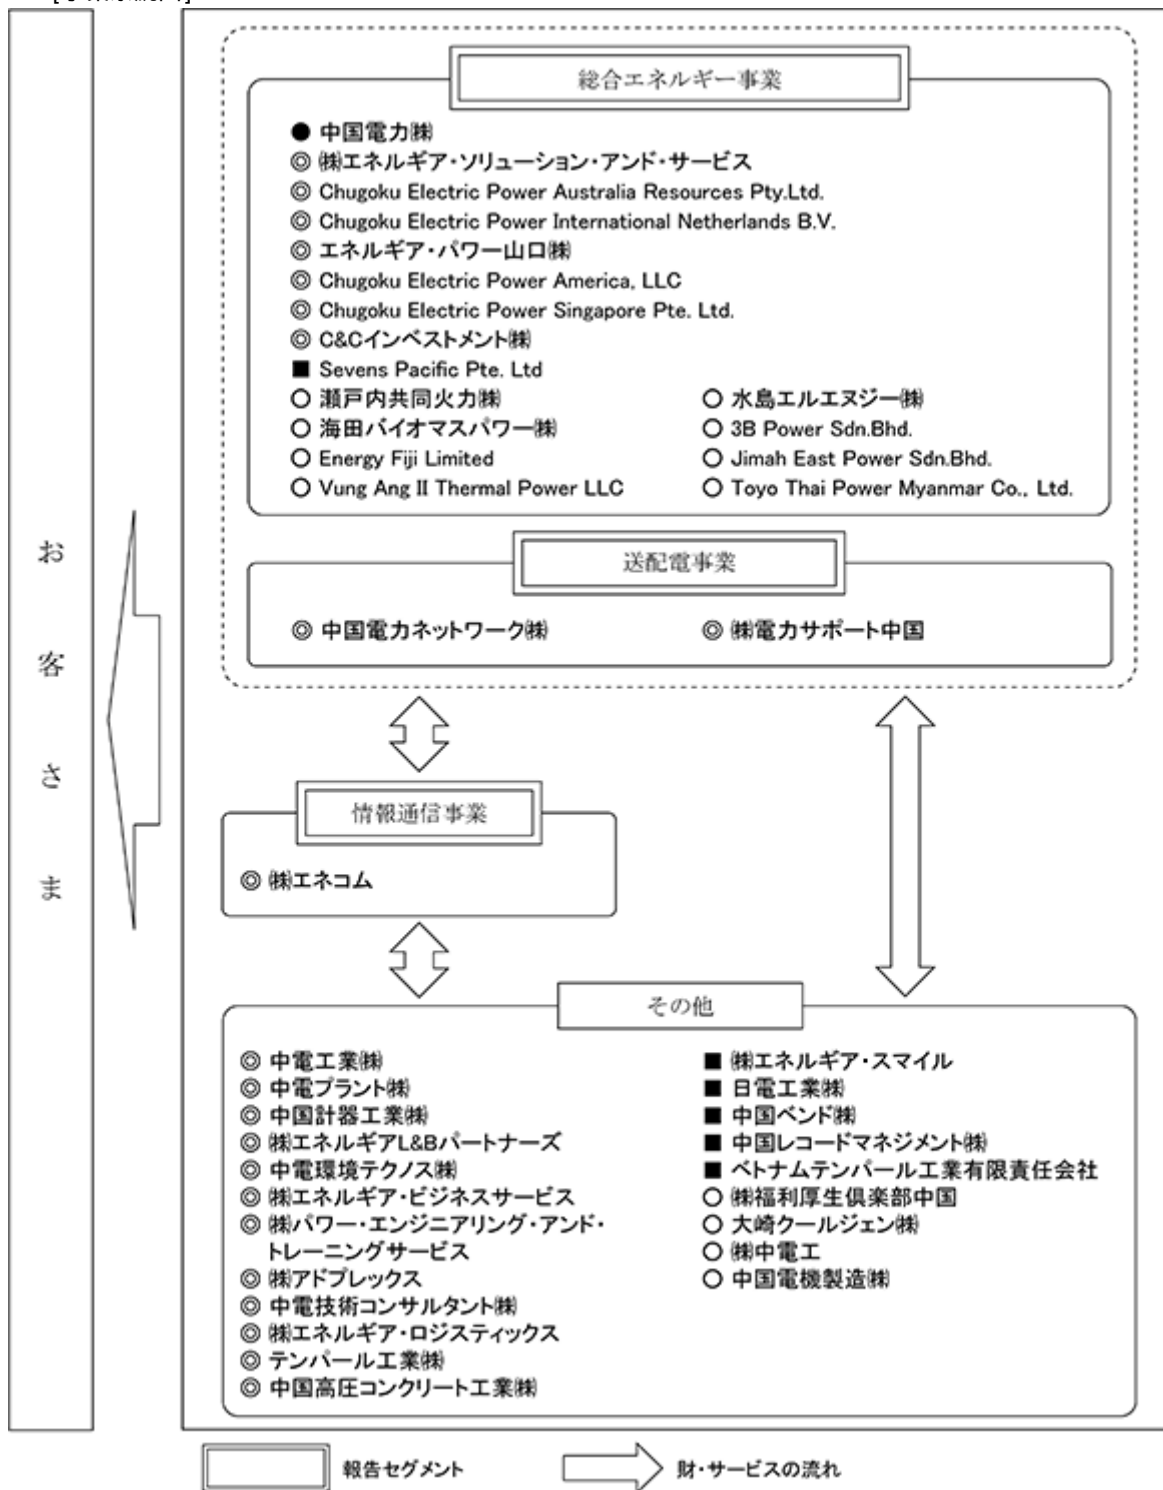 お客さま
総合エネルギー事業
● 中国電力㈱
◎ ㈱エネルギア・ソリューション・アンド・サービス
◎ Chugoku Electric Power Australia Resources Pty.Ltd.
◎ Chugoku Electric Power International Netherlands B.V.
◎ エネルギア・パワー山口㈱
◎ Chugoku Electric Power America, LLC
◎ Chugoku Electric Power Singapore Pte. Ltd.
◎ C&Cインベストメント㈱
■ Sevens Pacific Pte. Ltd
○ 瀬戸内共同火力㈱ ○ 水島エルエヌジー㈱
○ 海田バイオマスパワー㈱ ○ 3B Power Sdn.Bhd.
○ Energy Fiji Limited ○ Jimah East Power Sdn.Bhd.
○ Vung Ang II Thermal Power LLC ○ Toyo Thai Power Myanmar Co., Ltd.
送配電事業
◎ 中国電力ネットワーク㈱ ◎ ㈱電力サポート中国
情報通信事業
◎ ㈱エネコム
その他
◎ 中電工業㈱
◎ 中電プラント㈱
◎ 中国計器工業㈱
◎ ㈱エネルギアL&Bパートナーズ
◎ 中電環境テクノス㈱
◎ ㈱エネルギア・ビジネスサービス
◎ ㈱パワー・エンジニアリング・アンド・
トレーニングサービス
◎ ㈱アドプレックス
◎ 中電技術コンサルタント㈱
◎ ㈱エネルギア・ロジスティックス
◎ テンパール工業㈱
◎ 中国高圧コンクリート工業㈱
■ ㈱エネルギア・スマイル
■ 日電工業㈱
■ 中国ベンド㈱
■ 中国レコードマネジメント㈱
■ ベトナムテンパール工業有限責任会社
○ ㈱福利厚生倶楽部中国
○ 大崎クールジェン㈱
○ ㈱中電工
○ 中国電機製造㈱
報告セグメント
財・サービスの流れ